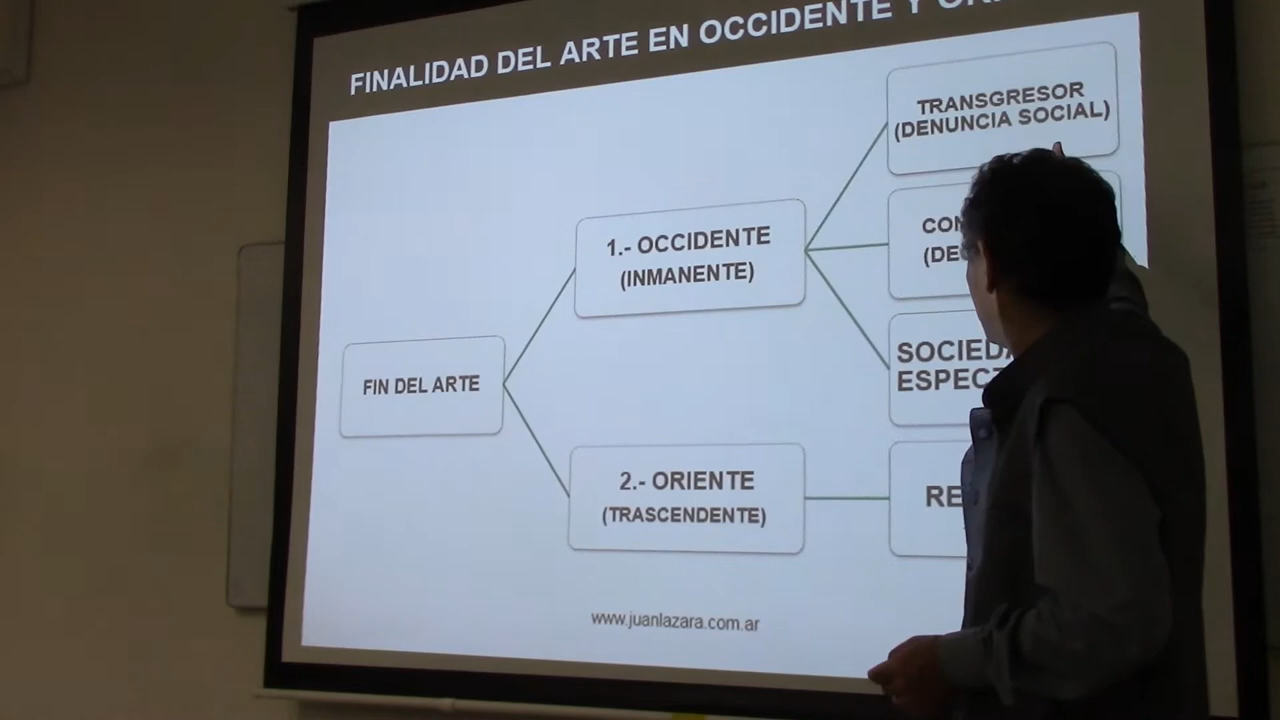 FINALIDAD DEL ARTE EN OCCIDENTE Y
TRANSGRESOR
(DENUNCIA SOCIAL)
1.- OCCIDENTE
(INMANENTE)
FIN DEL ARTE
2.- ORIENTE
(TRASCENDENTE)
www.juanlazara.com.ar